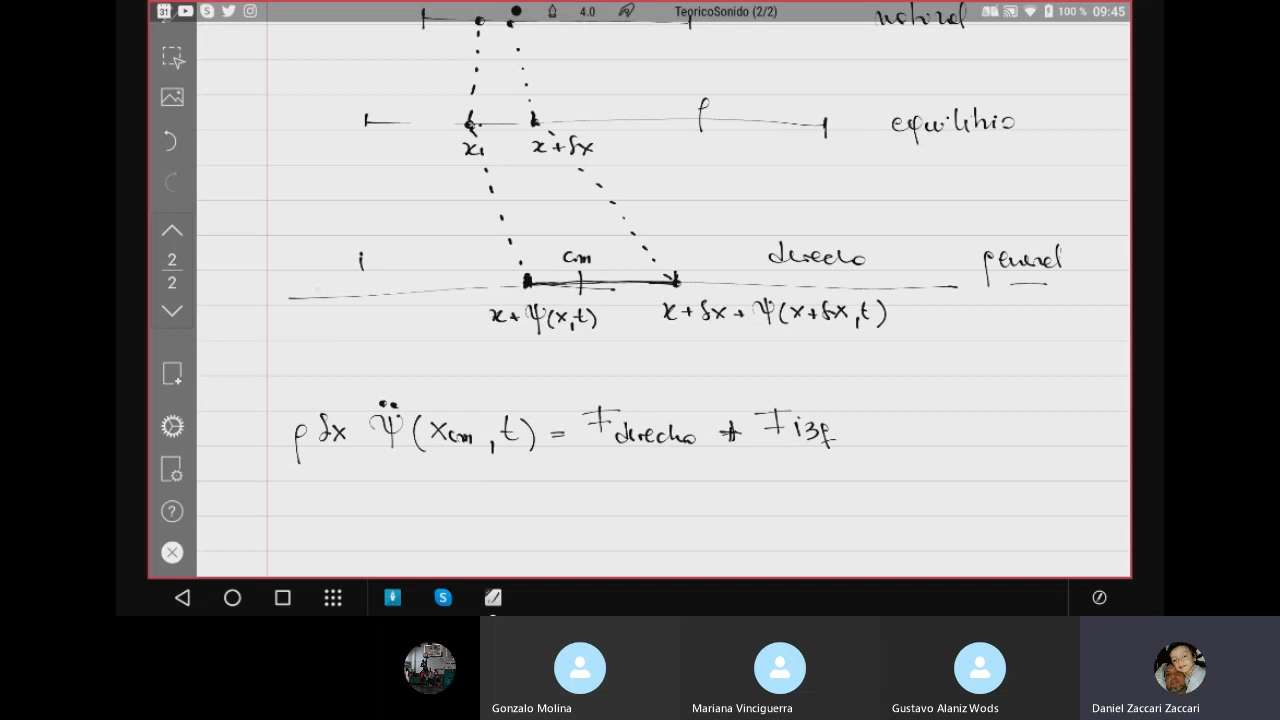 31 4.0 TeoricoSonido (2/2) 100 % 09:45
natural
ρ equilibrio
x, x+δx
i cm derecho general
x+Ψ(x,t) x+δx+Ψ(x+δx,t)
2
2
ρ δx Ψ̈(xcm,t) = Fderecho + Fizq
Gonzalo Molina Mariana Vinciguerra Gustavo Alaniz Wods Daniel Zaccari Zaccari